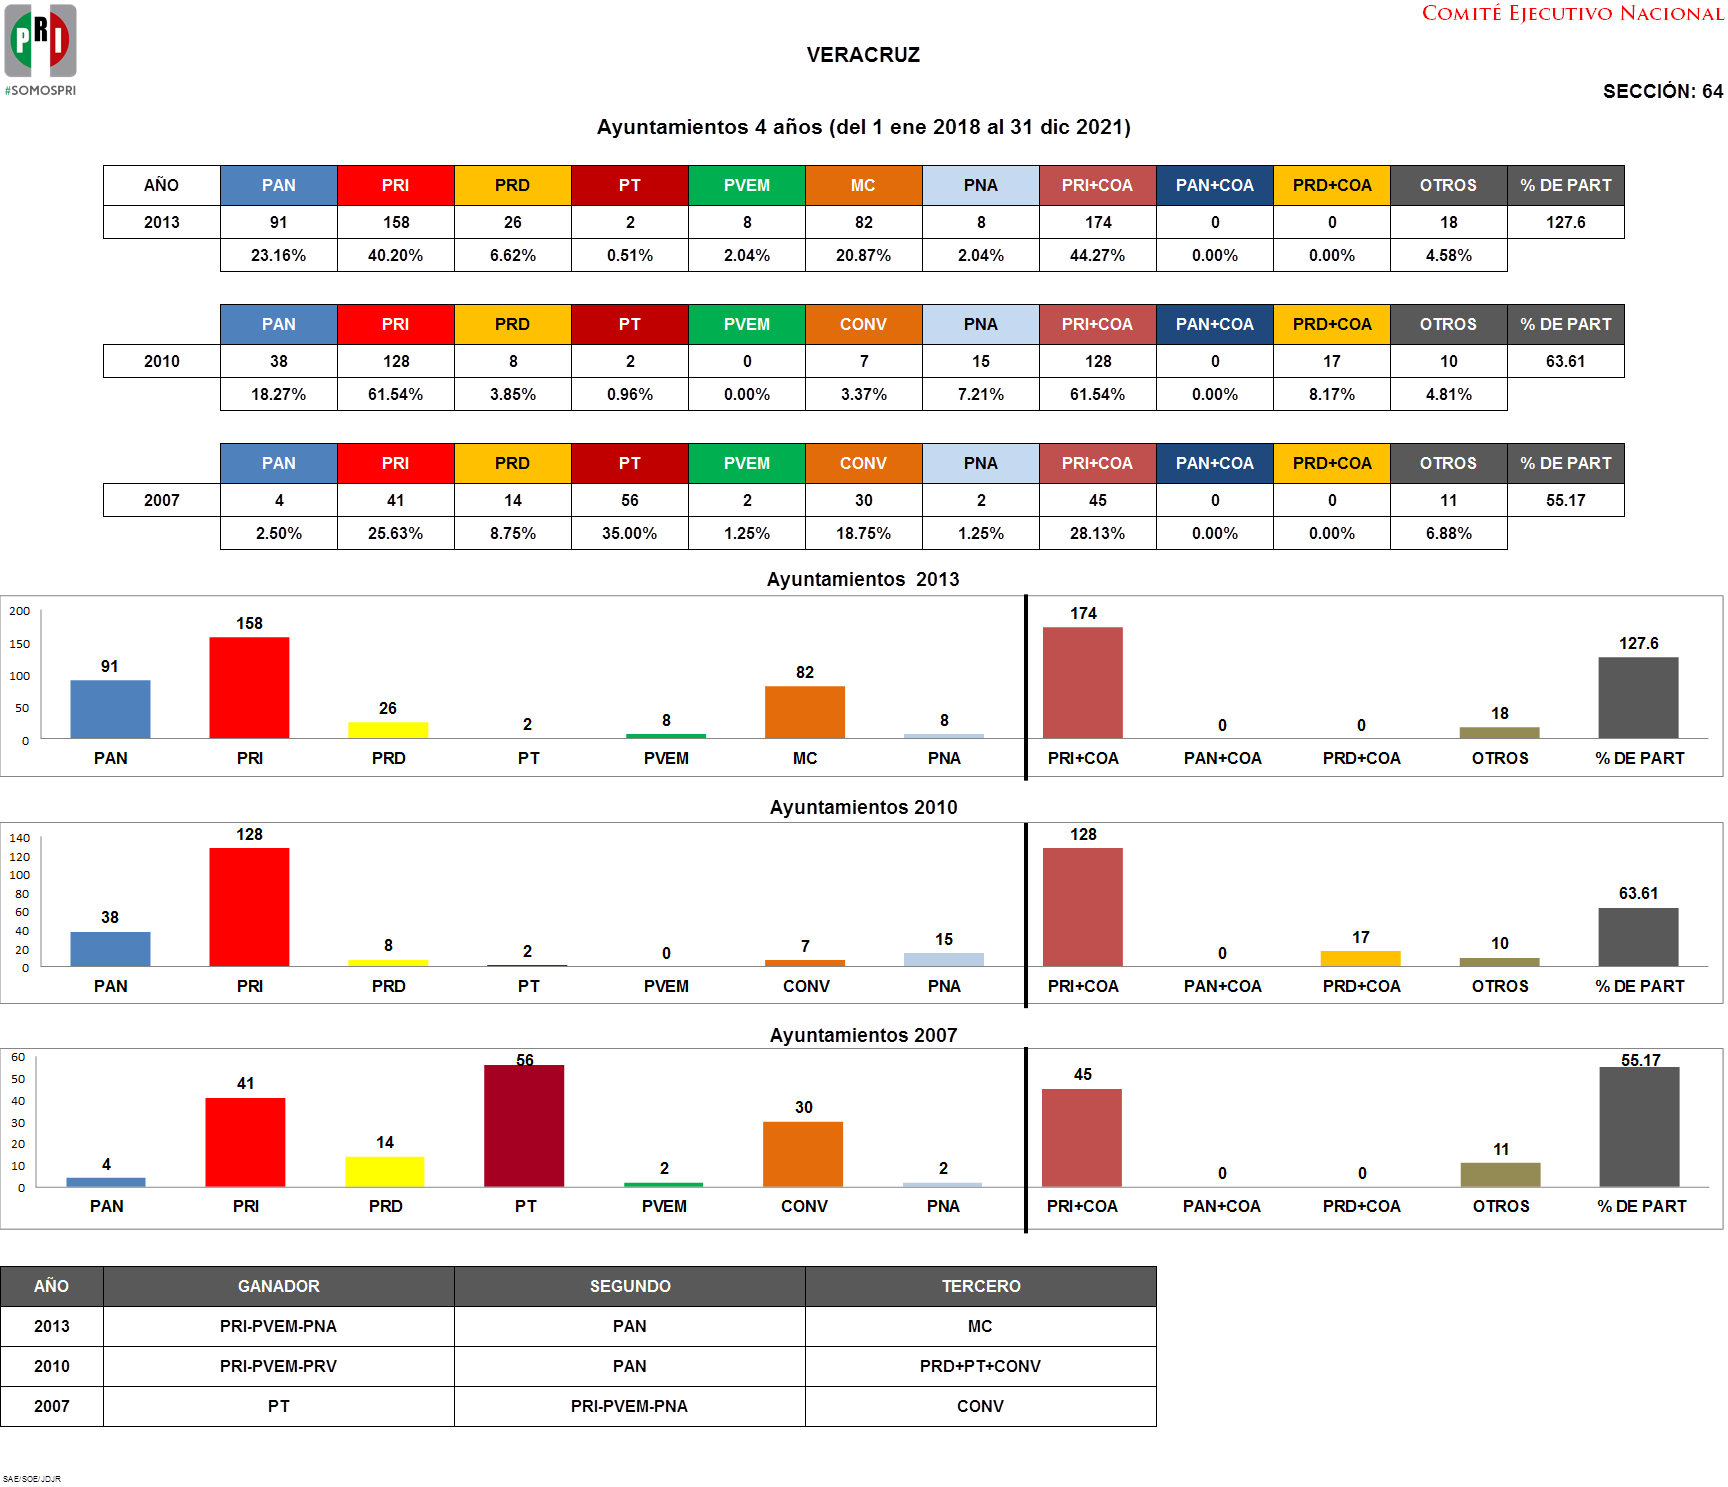 COMITÉ EJECUTIVO NACIONAL
PRI
#SOMOSPRI
VERACRUZ
SECCIÓN: 64
Ayuntamientos 4 años (del 1 ene 2018 al 31 dic 2021)
AÑO PAN PRI PRD PT PVEM MC PNA PRI+COA PAN+COA PRD+COA OTROS % DE PART
2013 91 158 26 2 8 82 8 174 0 0 18 127.6
23.16% 40.20% 6.62% 0.51% 2.04% 20.87% 2.04% 44.27% 0.00% 0.00% 4.58%
PAN PRI PRD PT PVEM CONV PNA PRI+COA PAN+COA PRD+COA OTROS % DE PART
2010 38 128 8 2 0 7 15 128 0 17 10 63.61
18.27% 61.54% 3.85% 0.96% 0.00% 3.37% 7.21% 61.54% 0.00% 8.17% 4.81%
PAN PRI PRD PT PVEM CONV PNA PRI+COA PAN+COA PRD+COA OTROS % DE PART
2007 4 41 14 56 2 30 2 45 0 0 11 55.17
2.50% 25.63% 8.75% 35.00% 1.25% 18.75% 1.25% 28.13% 0.00% 0.00% 6.88%
Ayuntamientos 2013
200
150
100
50
0
91 158 26 2 8 82 8 174 0 0 18 127.6
PAN PRI PRD PT PVEM MC PNA PRI+COA PAN+COA PRD+COA OTROS % DE PART
Ayuntamientos 2010
140
120
100
80
60
40
20
0
38 128 8 2 0 7 15 128 0 17 10 63.61
PAN PRI PRD PT PVEM CONV PNA PRI+COA PAN+COA PRD+COA OTROS % DE PART
Ayuntamientos 2007
60
50
40
30
20
10
0
4 41 14 56 2 30 2 45 0 0 11 55.17
PAN PRI PRD PT PVEM CONV PNA PRI+COA PAN+COA PRD+COA OTROS % DE PART
AÑO GANADOR SEGUNDO TERCERO
2013 PRI-PVEM-PNA PAN MC
2010 PRI-PVEM-PRV PAN PRD+PT+CONV
2007 PT PRI-PVEM-PNA CONV
SAE/SOE/JDJR